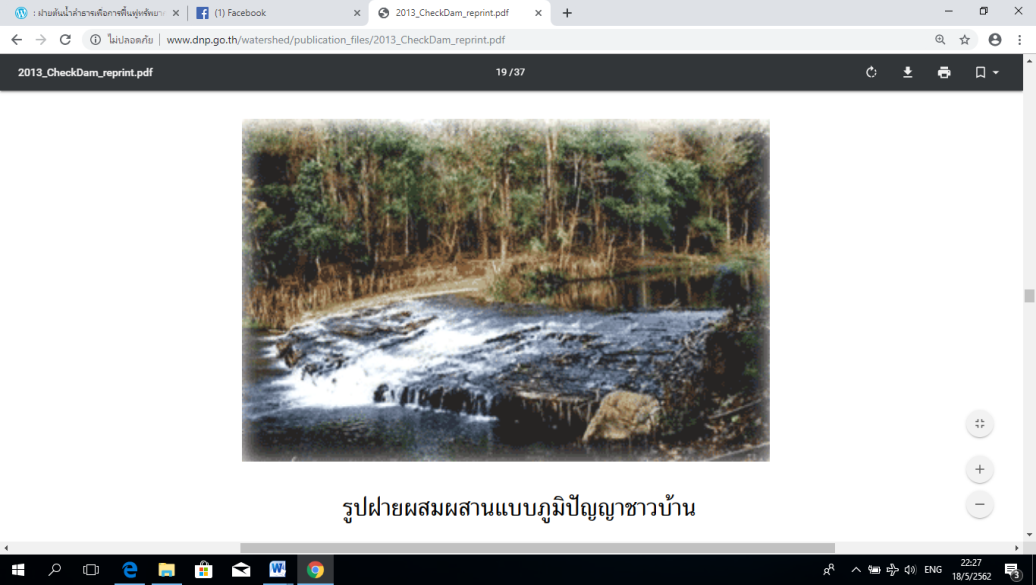 : ฝายต้นน้ำลำธารเพื่อการฟื้นฟูทรัพยาก
(1) Facebook
2013_CheckDam_reprint.pdf
ไม่ปลอดภัย
www.dnp.go.th/watershed/publication_files/2013_CheckDam_reprint.pdf
2013_CheckDam_reprint.pdf
19 / 37
รูปฝายผสมผสานแบบภูมิปัญญาชาวบ้าน
ENG
22:27
18/5/2562
3